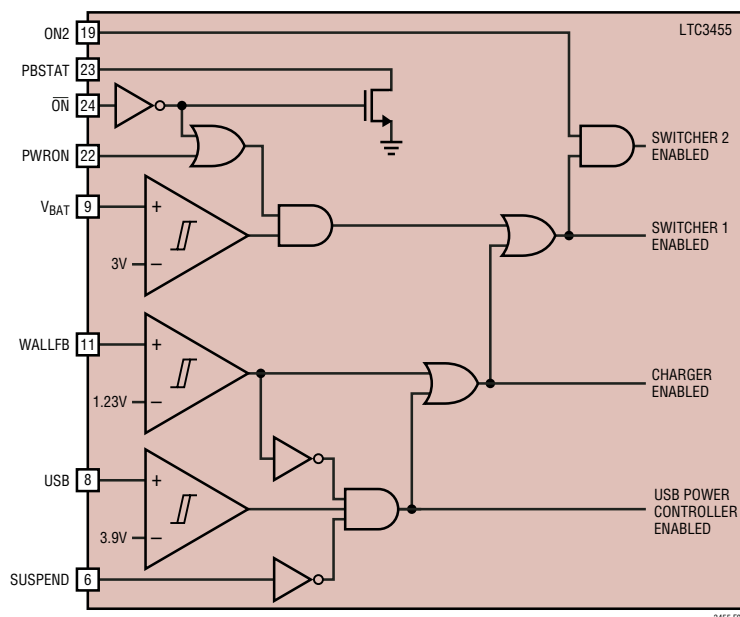 LTC3455
ON2 19
PBSTAT 23
O̅N̅ 24
PWRON 22
VBAT 9
+
3V −
WALLFB 11
+
1.23V −
USB 8
+
3.9V −
SUSPEND 6
SWITCHER 2
ENABLED
SWITCHER 1
ENABLED
CHARGER
ENABLED
USB POWER
CONTROLLER
ENABLED